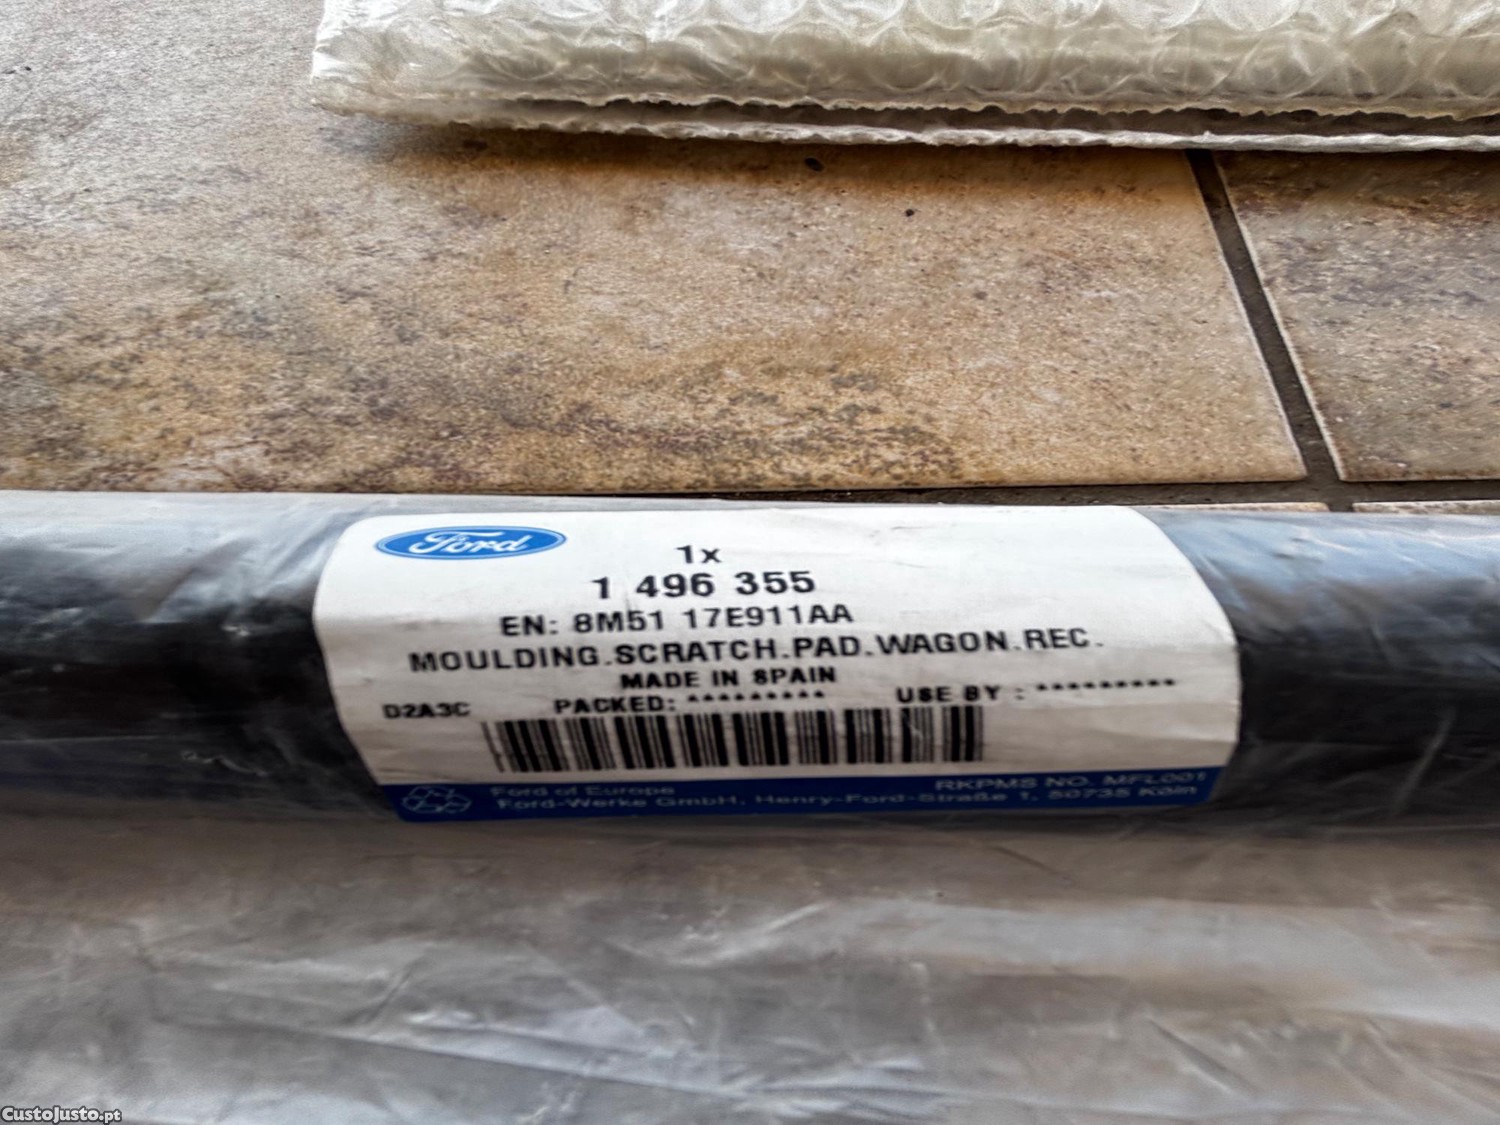 Ford
1x
1 496 355
EN: 8M51 17E911AA
MOULDING.SCRATCH.PAD.WAGON.REC.
MADE IN SPAIN
D2A3C PACKED: ********* USE BY : *********
Ford of Europe RKPMS NO. MFL001
Ford-Werke GmbH, Henry-Ford-Straße 1, 50735 Köln
CustoJusto.pt